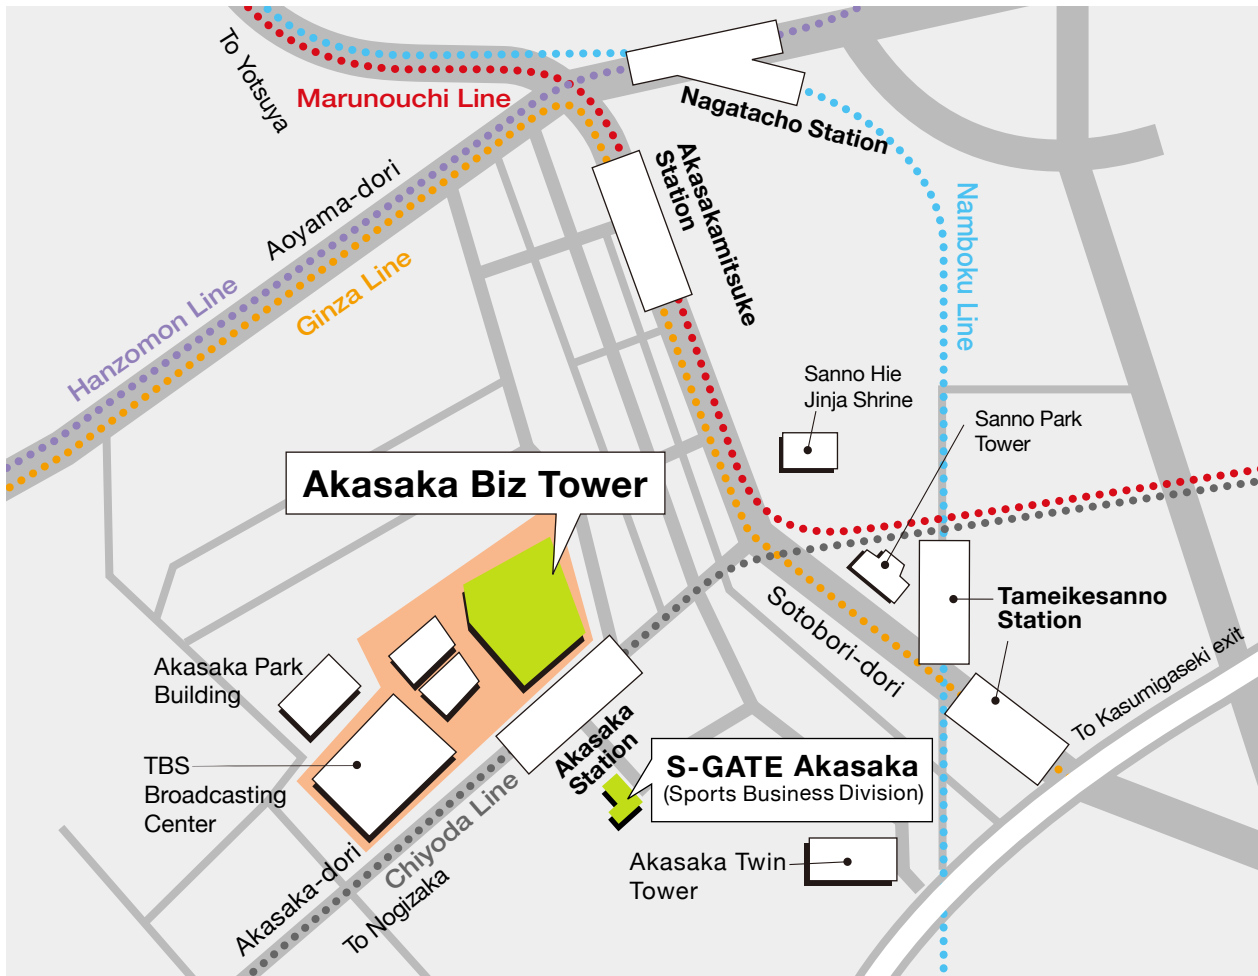 To Yotsuya
Marunouchi Line
Nagatacho Station
Akasakamitsuke
Station
Aoyama-dori
Namboku Line
Hanzomon Line
Ginza Line
Sanno Hie
Jinja Shrine
Sanno Park
Tower
Akasaka Biz Tower
Tameikesanno
Station
Sotobori-dori
To Kasumigaseki exit
Akasaka Park
Building
Akasaka
Station
TBS
Broadcasting
Center
S-GATE Akasaka
(Sports Business Division)
Chiyoda Line
Akasaka-dori
To Nogizaka
Akasaka Twin
Tower